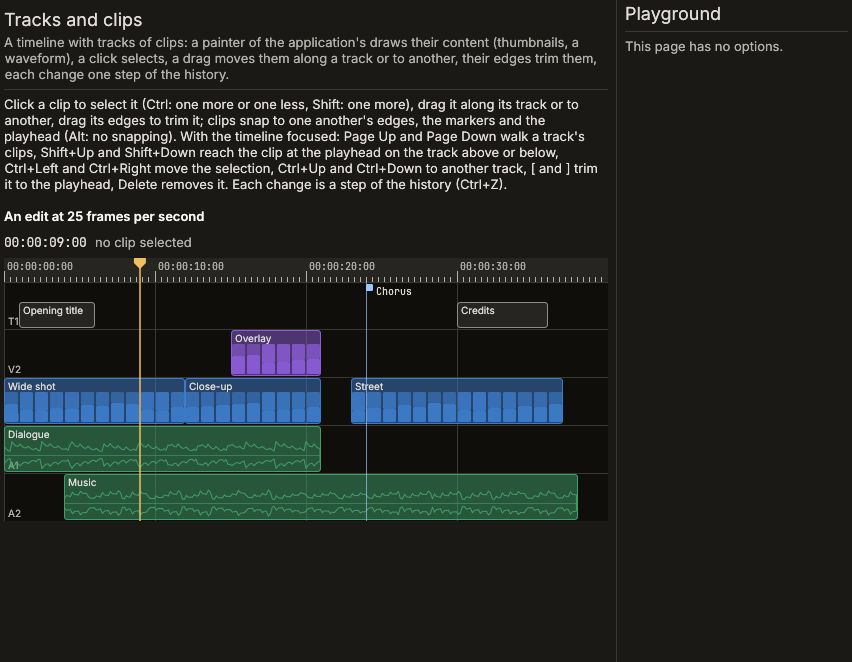 Tracks and clips
A timeline with tracks of clips: a painter of the application's draws their content (thumbnails, a
waveform), a click selects, a drag moves them along a track or to another, their edges trim them,
each change one step of the history.
Click a clip to select it (Ctrl: one more or one less, Shift: one more), drag it along its track or to
another, drag its edges to trim it; clips snap to one another's edges, the markers and the
playhead (Alt: no snapping). With the timeline focused: Page Up and Page Down walk a track's
clips, Shift+Up and Shift+Down reach the clip at the playhead on the track above or below,
Ctrl+Left and Ctrl+Right move the selection, Ctrl+Up and Ctrl+Down to another track, [ and ] trim
it to the playhead, Delete removes it. Each change is a step of the history (Ctrl+Z).
An edit at 25 frames per second
00:00:09:00 no clip selected
00:00:00:00 00:00:10:00 00:00:20:00 00:00:30:00
Chorus
T1 Opening title Credits
Overlay
V2
Wide shot Close-up Street
Dialogue
A1
Music
A2
Playground
This page has no options.